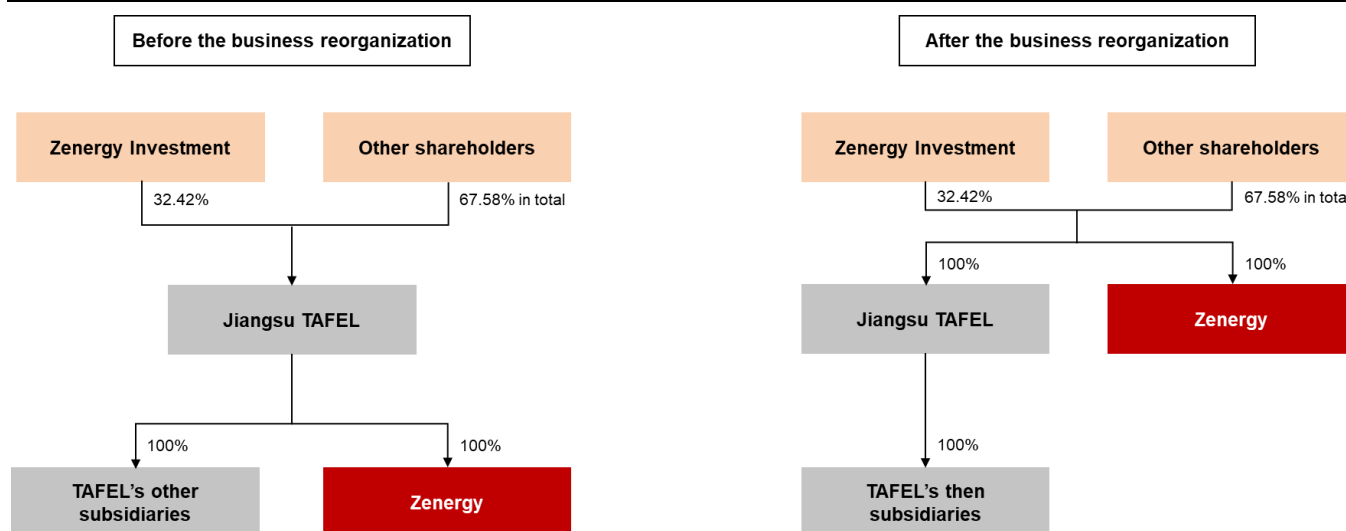 Before the business reorganization
Zenergy Investment
Other shareholders
32.42%
67.58% in total
Jiangsu TAFEL
100%
100%
TAFEL's other
subsidiaries
Zenergy
After the business reorganization
Zenergy Investment
Other shareholders
32.42%
67.58% in total
100%
100%
Jiangsu TAFEL
Zenergy
100%
TAFEL's then
subsidiaries